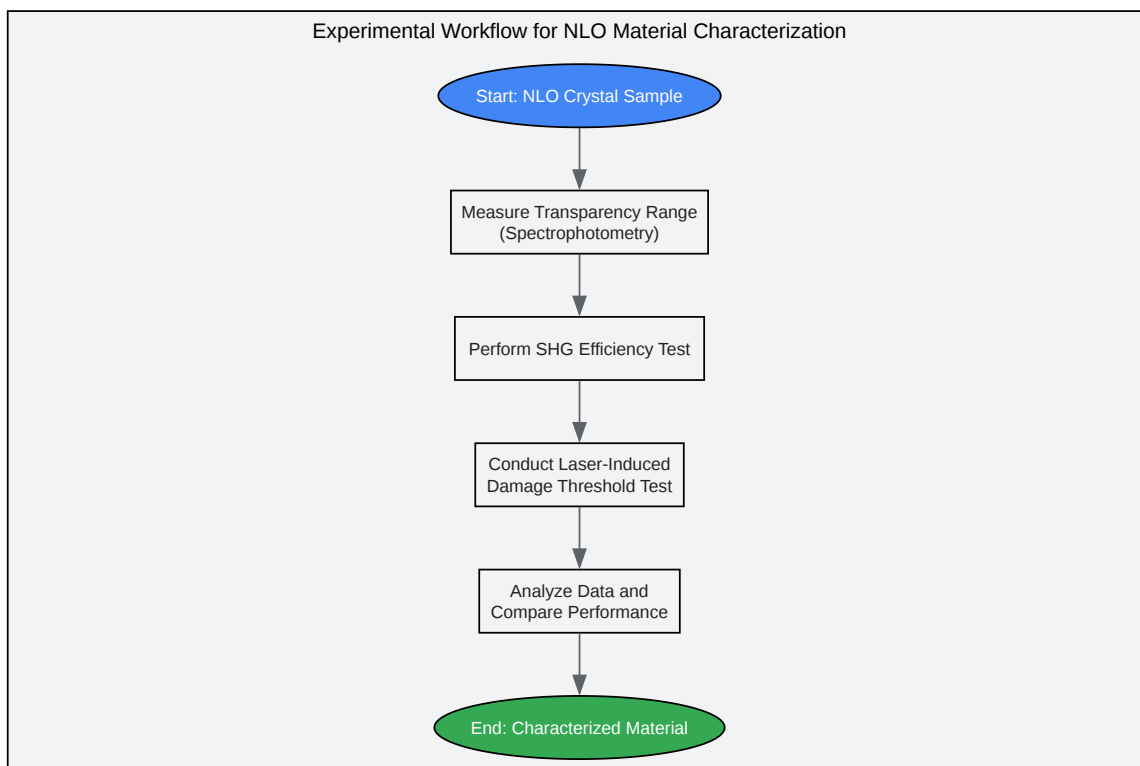 Experimental Workflow for NLO Material Characterization
Start: NLO Crystal Sample
Measure Transparency Range
(Spectrophotometry)
Perform SHG Efficiency Test
Conduct Laser-Induced
Damage Threshold Test
Analyze Data and
Compare Performance
End: Characterized Material